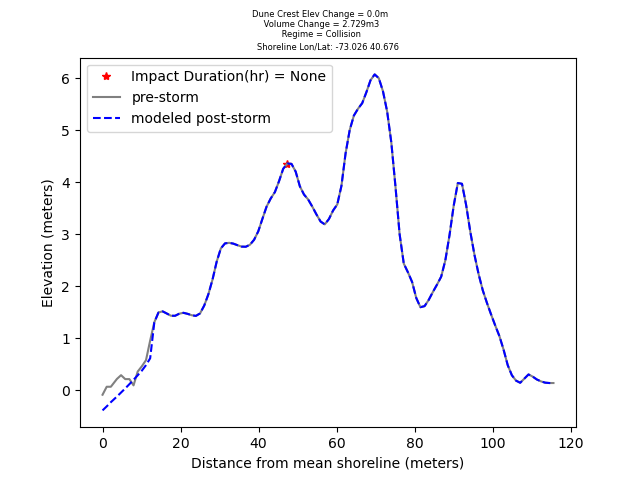 Dune Crest Elev Change = 0.0m
Volume Change = 2.729m3
Regime = Collision
Shoreline Lon/Lat: -73.026 40.676
Impact Duration(hr) = None
pre-storm
modeled post-storm
Elevation (meters)
6
5
4
3
2
1
0
0 20 40 60 80 100 120
Distance from mean shoreline (meters)